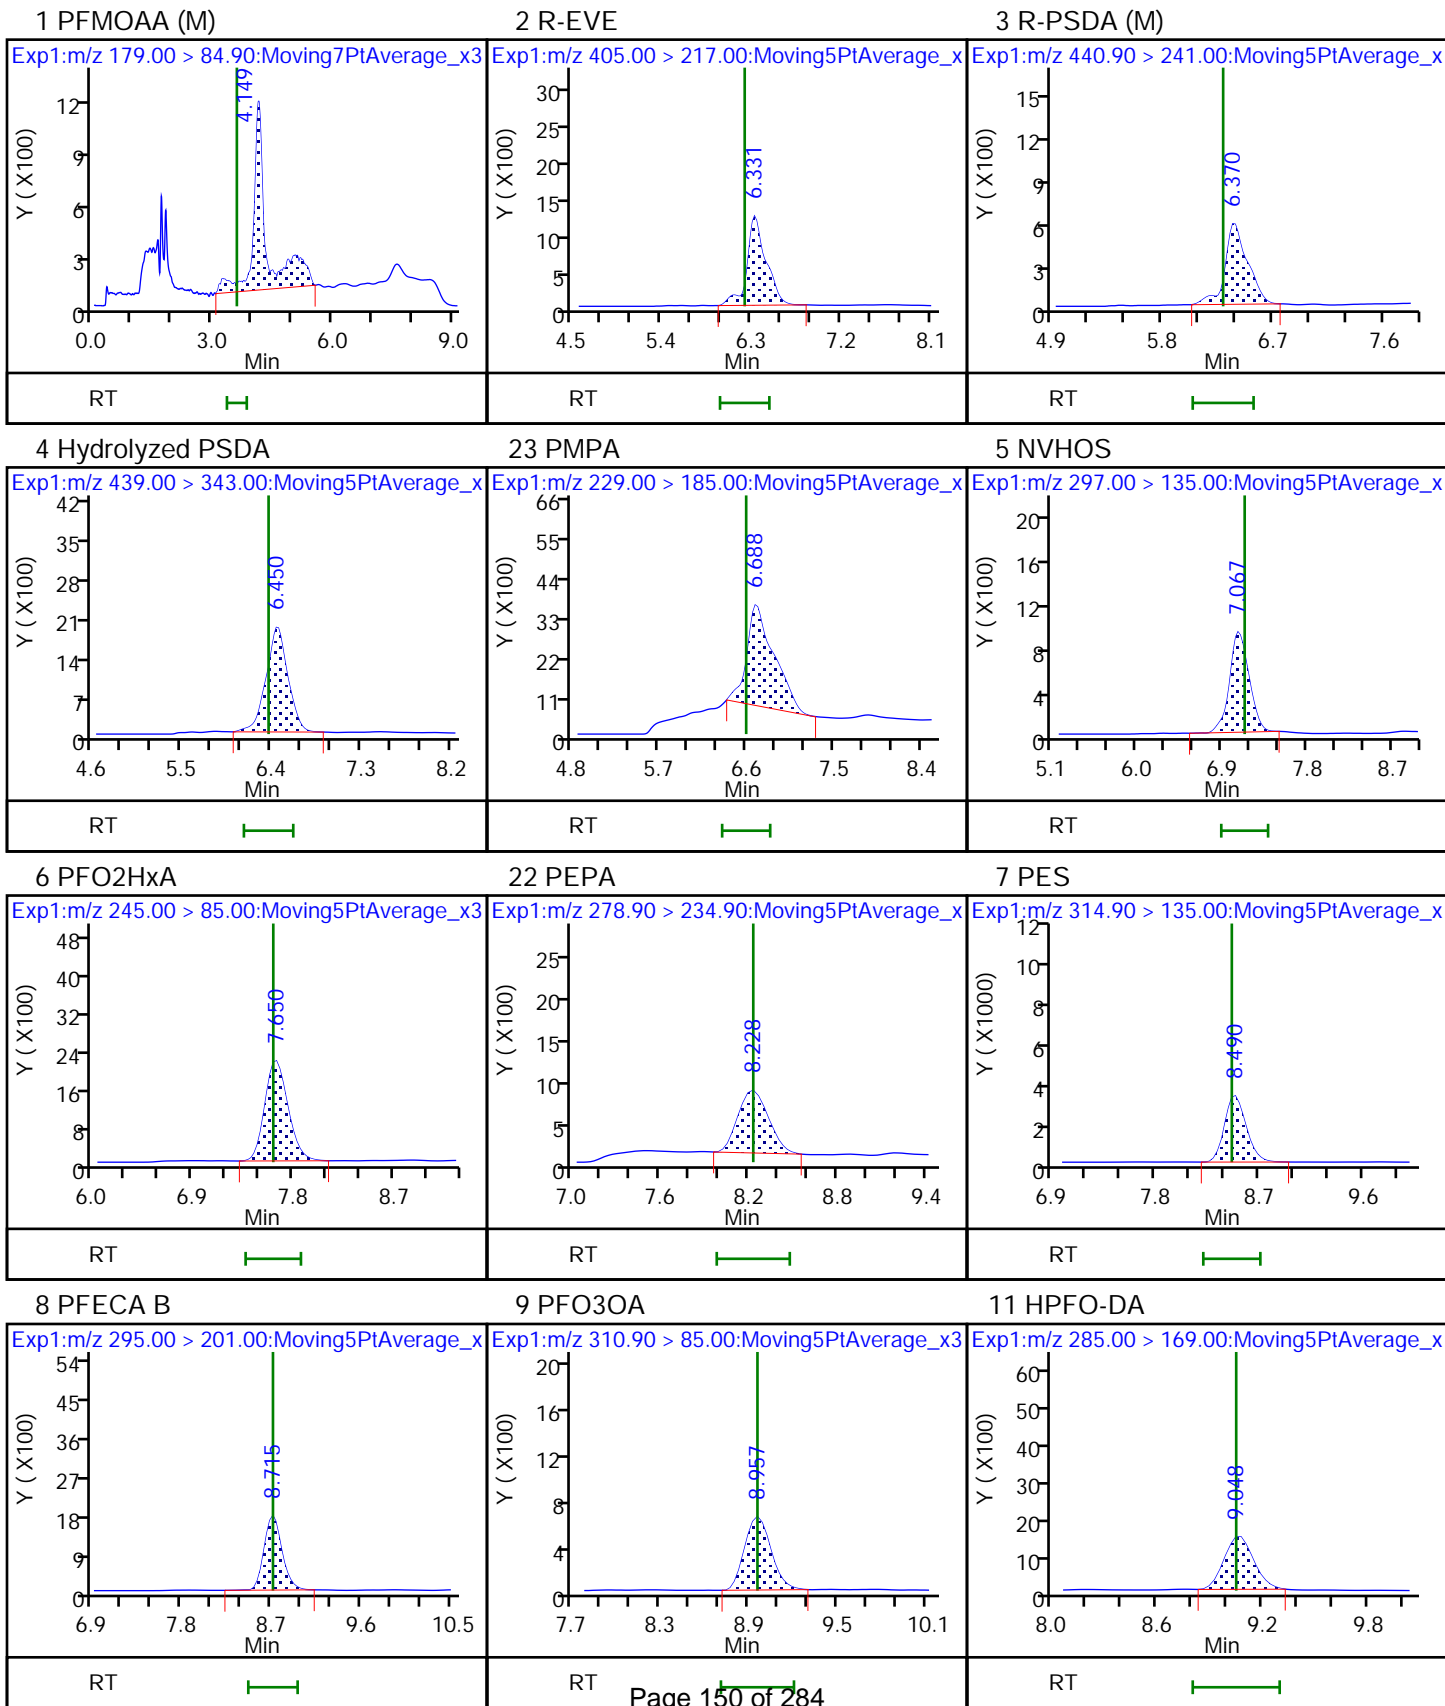 1 PFMOAA (M)
Exp1:m/z 179.00 > 84.90:Moving7PtAverage_x3
Y ( X100)
12
9
6
3
0
4.149
0.0 3.0 6.0 9.0
Min
RT
2 R-EVE
Exp1:m/z 405.00 > 217.00:Moving5PtAverage_x
Y ( X100)
30
25
20
15
10
5
0
6.331
4.5 5.4 6.3 7.2 8.1
Min
RT
3 R-PSDA (M)
Exp1:m/z 440.90 > 241.00:Moving5PtAverage_x
Y ( X100)
15
12
9
6
3
0
6.370
4.9 5.8 6.7 7.6
Min
RT
4 Hydrolyzed PSDA
Exp1:m/z 439.00 > 343.00:Moving5PtAverage_x
Y ( X100)
42
35
28
21
14
7
0
6.450
4.6 5.5 6.4 7.3 8.2
Min
RT
23 PMPA
Exp1:m/z 229.00 > 185.00:Moving5PtAverage_x
Y ( X100)
66
55
44
33
22
11
0
6.688
4.8 5.7 6.6 7.5 8.4
Min
RT
5 NVHOS
Exp1:m/z 297.00 > 135.00:Moving5PtAverage_x
Y ( X100)
20
16
12
8
4
0
7.067
5.1 6.0 6.9 7.8 8.7
Min
RT
6 PFO2HxA
Exp1:m/z 245.00 > 85.00:Moving5PtAverage_x3
Y ( X100)
48
40
32
24
16
8
0
7.650
6.0 6.9 7.8 8.7
Min
RT
22 PEPA
Exp1:m/z 278.90 > 234.90:Moving5PtAverage_x
Y ( X100)
25
20
15
10
5
0
8.228
7.0 7.6 8.2 8.8 9.4
Min
RT
7 PES
Exp1:m/z 314.90 > 135.00:Moving5PtAverage_x
Y ( X1000)
12
10
8
6
4
2
0
8.490
6.9 7.8 8.7 9.6
Min
RT
8 PFECA B
Exp1:m/z 295.00 > 201.00:Moving5PtAverage_x
Y ( X100)
54
45
36
27
18
9
0
8.715
6.9 7.8 8.7 9.6 10.5
Min
RT
9 PFO3OA
Exp1:m/z 310.90 > 85.00:Moving5PtAverage_x3
Y ( X100)
20
16
12
8
4
0
8.957
7.7 8.3 8.9 9.5 10.1
Min
RT
11 HPFO-DA
Exp1:m/z 285.00 > 169.00:Moving5PtAverage_x
Y ( X100)
60
50
40
30
20
10
0
9.048
8.0 8.6 9.2 9.8
Min
RT
Page 150 of 284